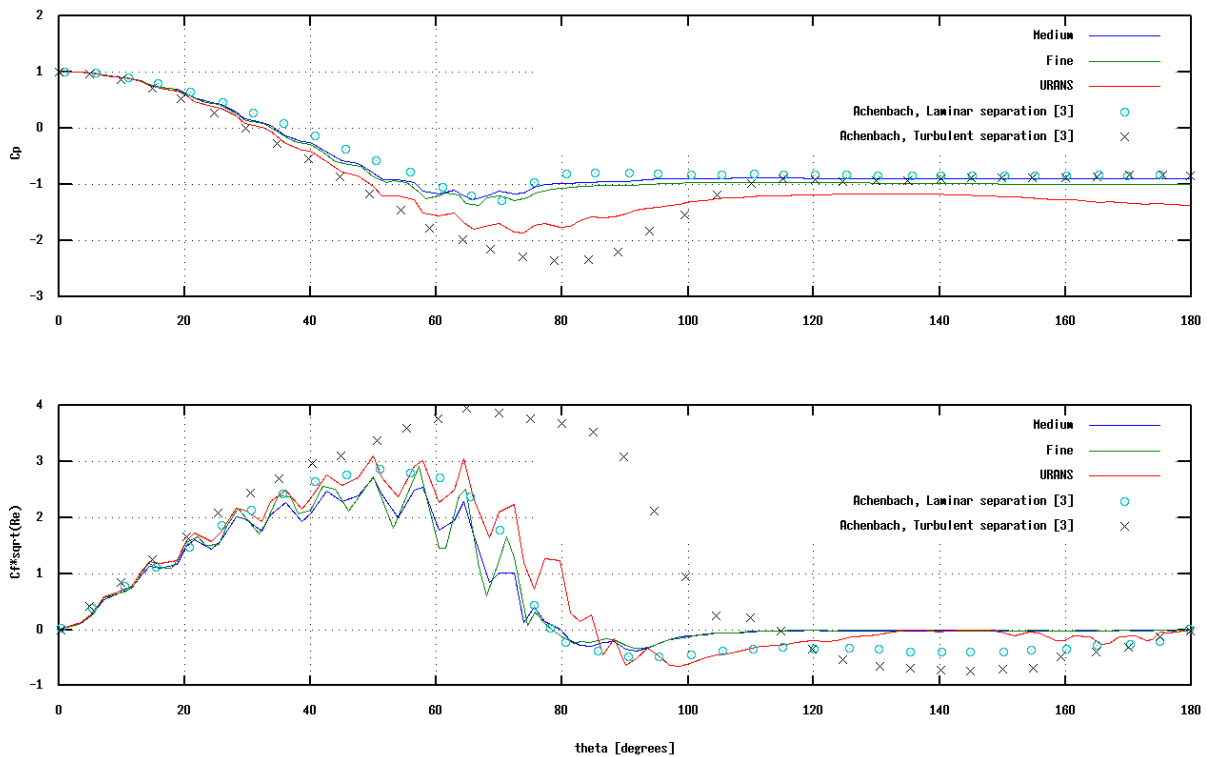 2
1
0
-1
-2
-3
Cp
0
20
40
60
80
100
120
140
160
180
Medium
Fine
URANS
Achenbach, Laminar separation [3]
Achenbach, Turbulent separation [3]
4
3
2
1
0
-1
Cf*sqrt(Re)
0
20
40
60
80
100
120
140
160
180
Medium
Fine
URANS
Achenbach, Laminar separation [3]
Achenbach, Turbulent separation [3]
theta [degrees]